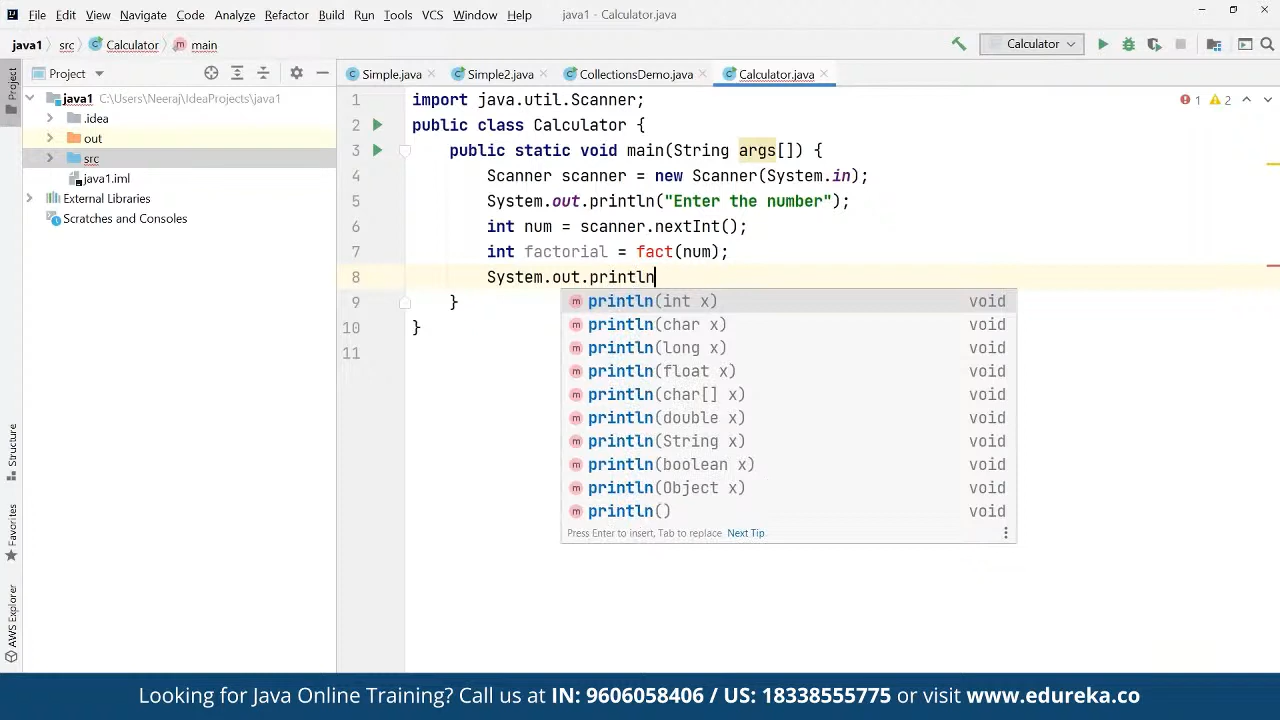 File Edit View Navigate Code Analyze Refactor Build Run Tools VCS Window Help java1 - Calculator.java
java1 src Calculator main Calculator
Project Simple.java Simple2.java CollectionsDemo.java Calculator.java
Project
java1 C:\Users\Neeraj\IdeaProjects\java1
.idea
out
src
java1.iml
External Libraries
Scratches and Consoles
Structure
Favorites
AWS Explorer
1 2
1 import java.util.Scanner;
2 public class Calculator {
3 public static void main(String args[]) {
4 Scanner scanner = new Scanner(System.in);
5 System.out.println("Enter the number");
6 int num = scanner.nextInt();
7 int factorial = fact(num);
8 System.out.println
9 }
10 }
11
println(int x) void
println(char x) void
println(long x) void
println(float x) void
println(char[] x) void
println(double x) void
println(String x) void
println(boolean x) void
println(Object x) void
println() void
Press Enter to insert, Tab to replace Next Tip
Looking for Java Online Training? Call us at IN: 9606058406 / US: 18338555775 or visit www.edureka.co